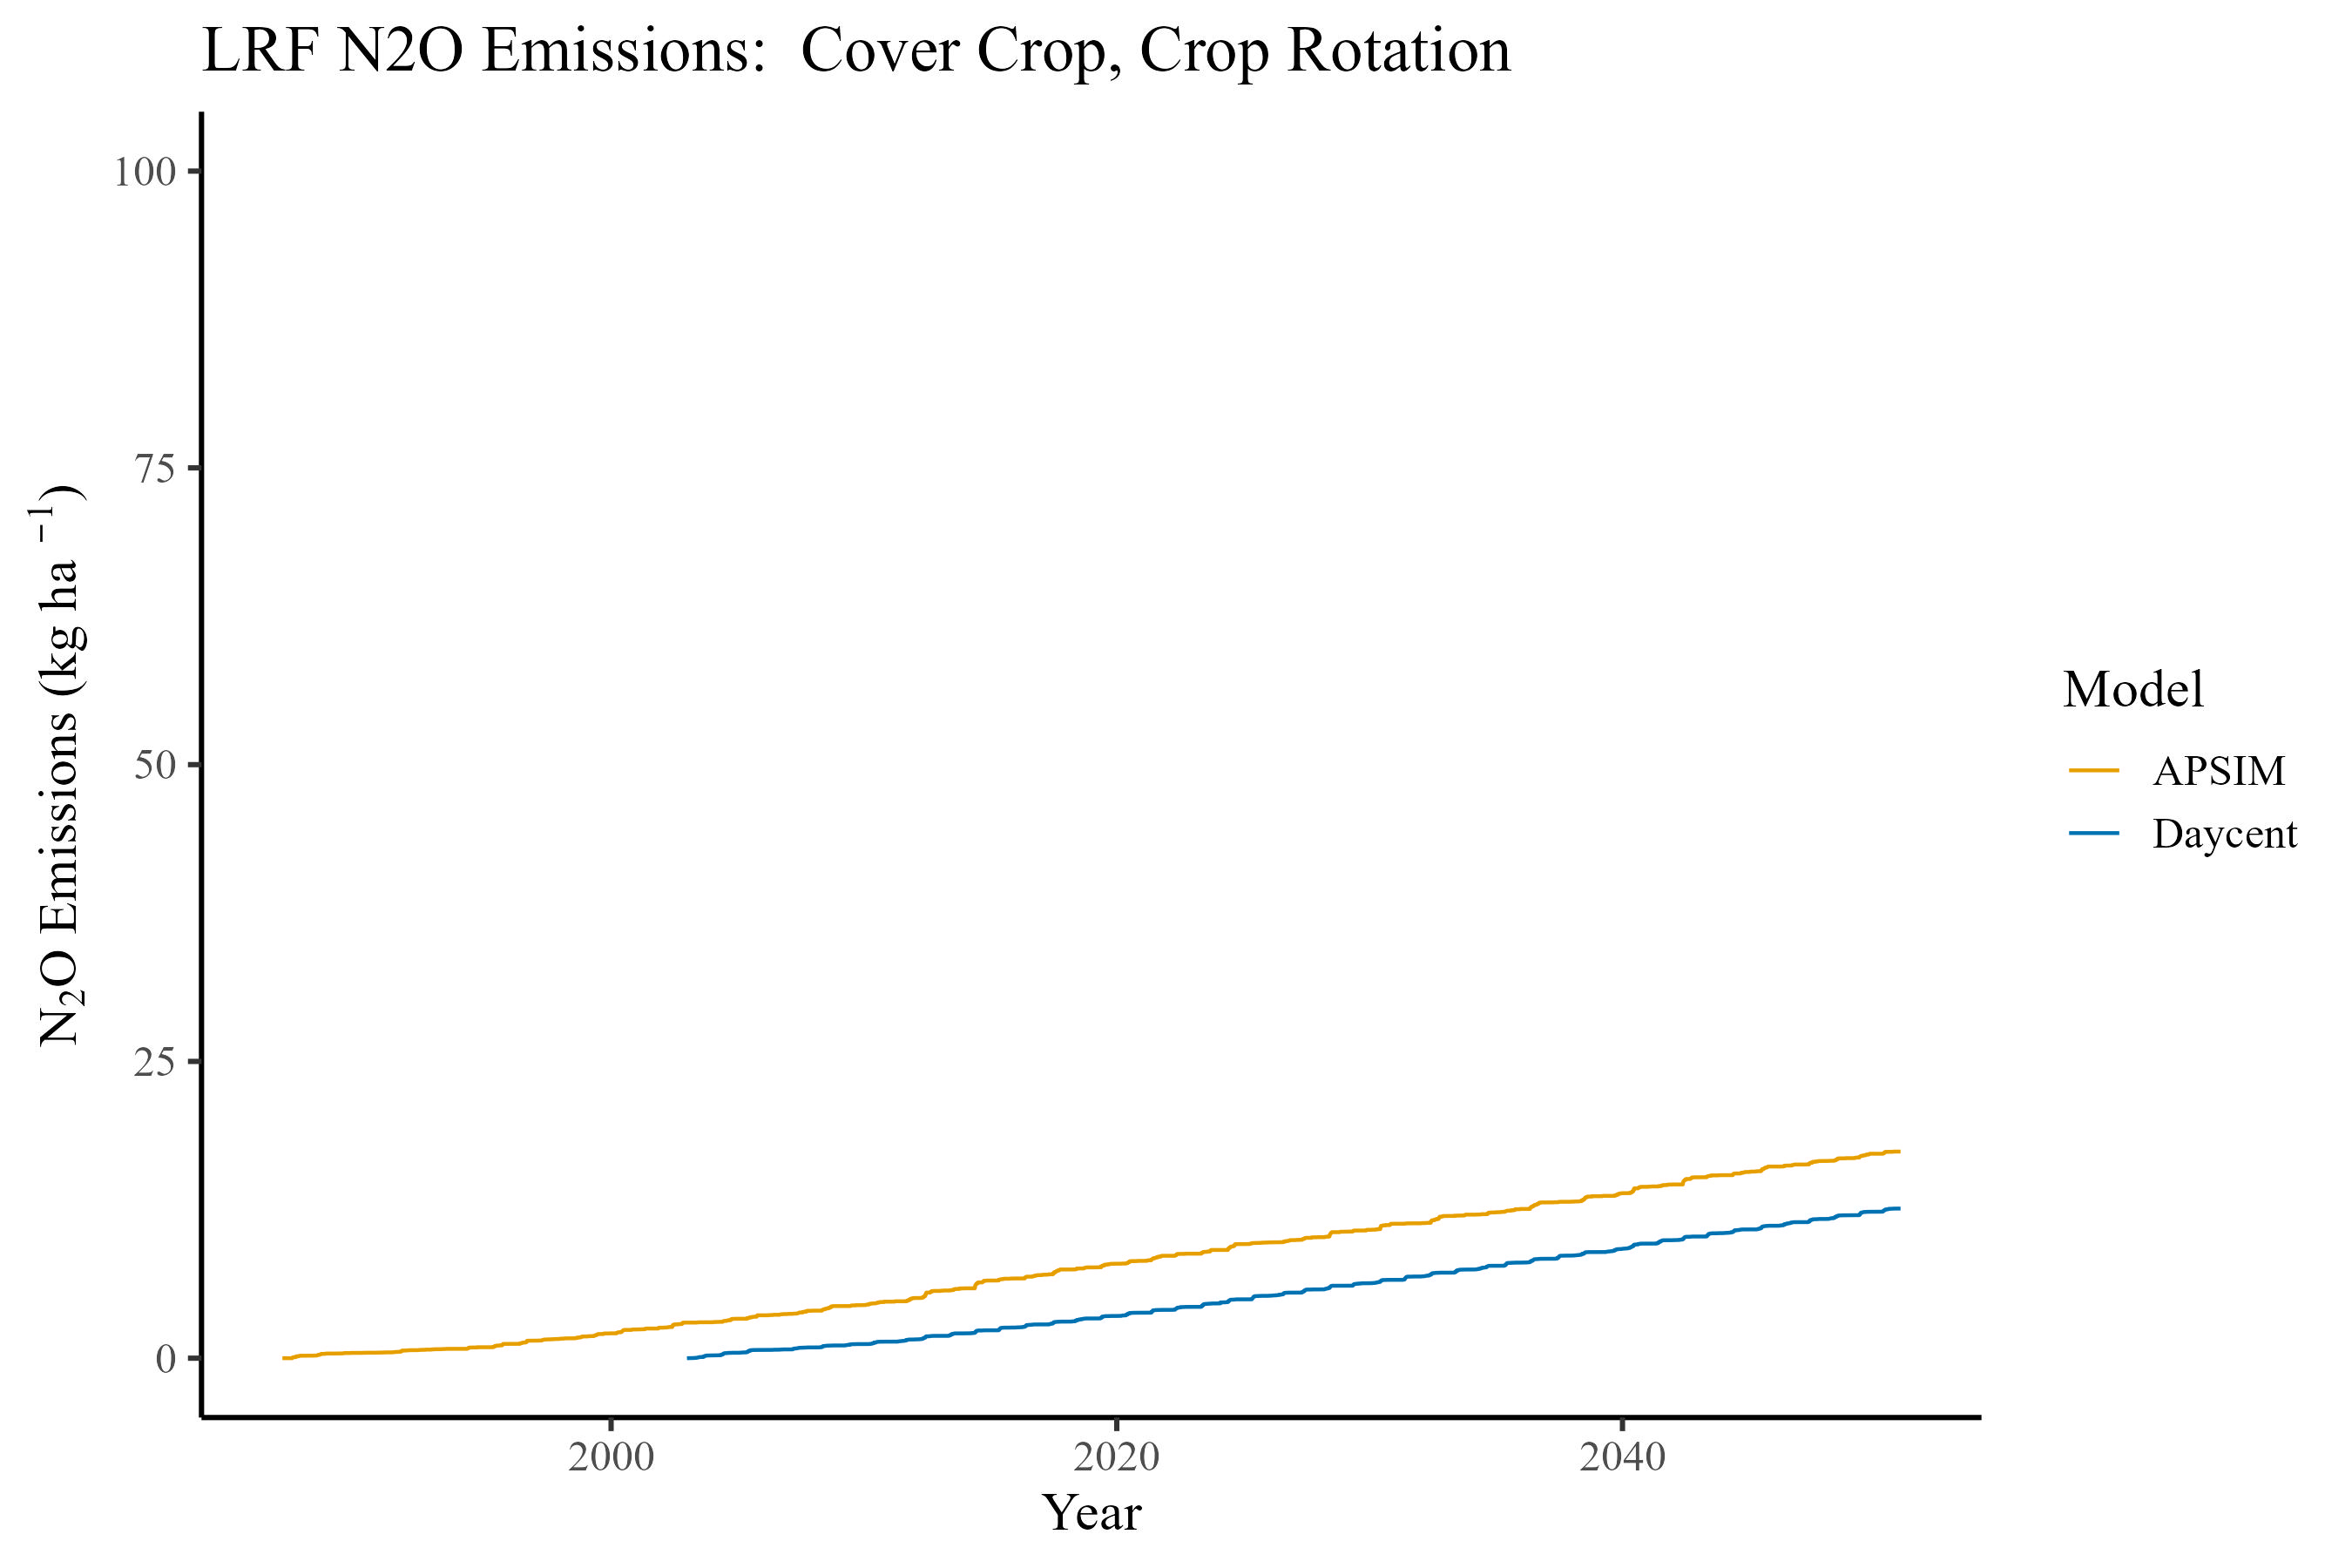 LRF N2O Emissions:  Cover Crop, Crop Rotation
N₂O Emissions (kg ha ⁻¹)
100
75
50
25
0
2000 2020 2040
Year
Model
APSIM
Daycent